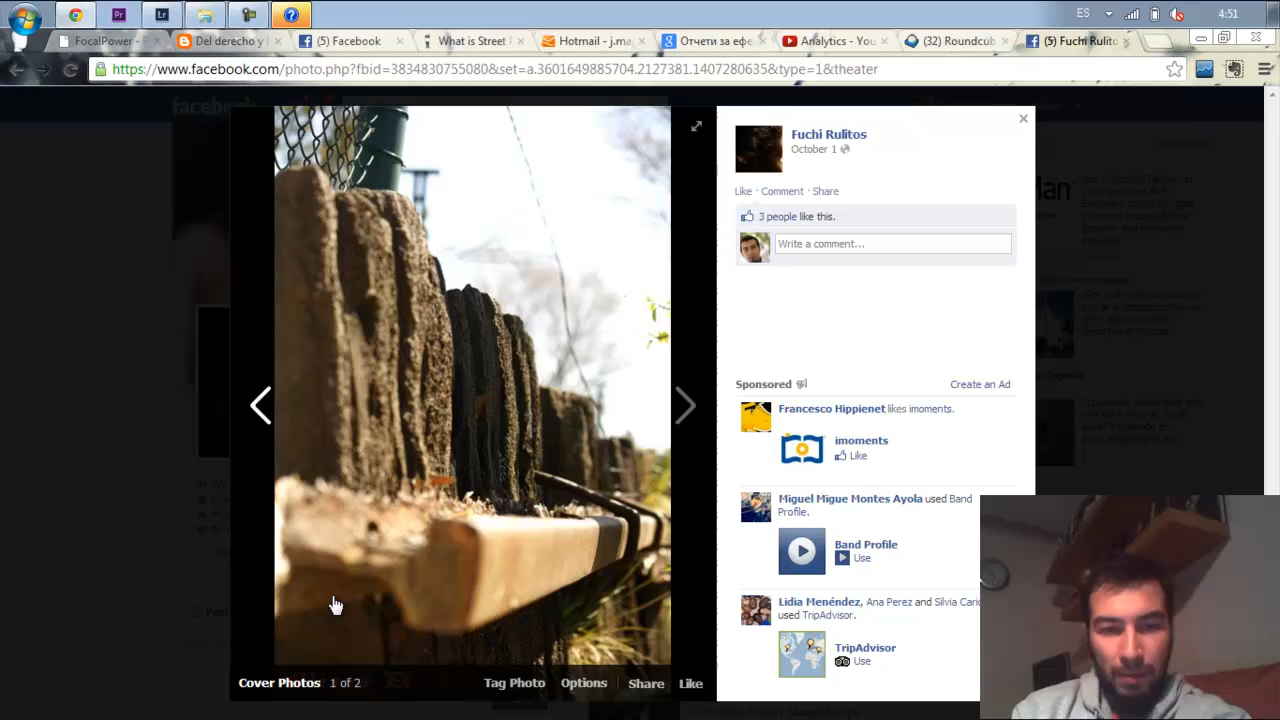 ES 4:51
FocalPower - P
Del derecho y
(5) Facebook
What is Street
Hotmail - j.ma
Отчети за еф
Analytics - You
(32) Roundcub
(5) Fuchi Rulito
https://www.facebook.com/photo.php?fbid=3834830755080&set=a.3601649885704.2127381.1407280635&type=1&theater
Fuchi Rulitos
October 1
Like · Comment · Share
3 people like this.
Write a comment...
Sponsored
Create an Ad
Francesco Hippienet likes imoments.
imoments
Like
Miguel Migue Montes Ayola used Band
Profile.
Band Profile
Use
Lidia Menéndez, Ana Perez and Silvia Caric
used TripAdvisor.
TripAdvisor
Use
Cover Photos 1 of 2
Tag Photo Options Share Like